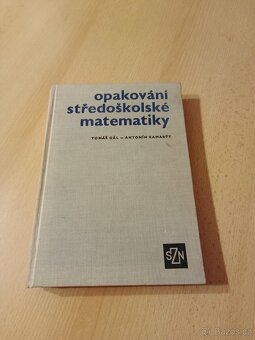 opakování
středoškolské
matematiky
TOMÁŠ GÁL – ANTONÍN KAMARÝT
SZN